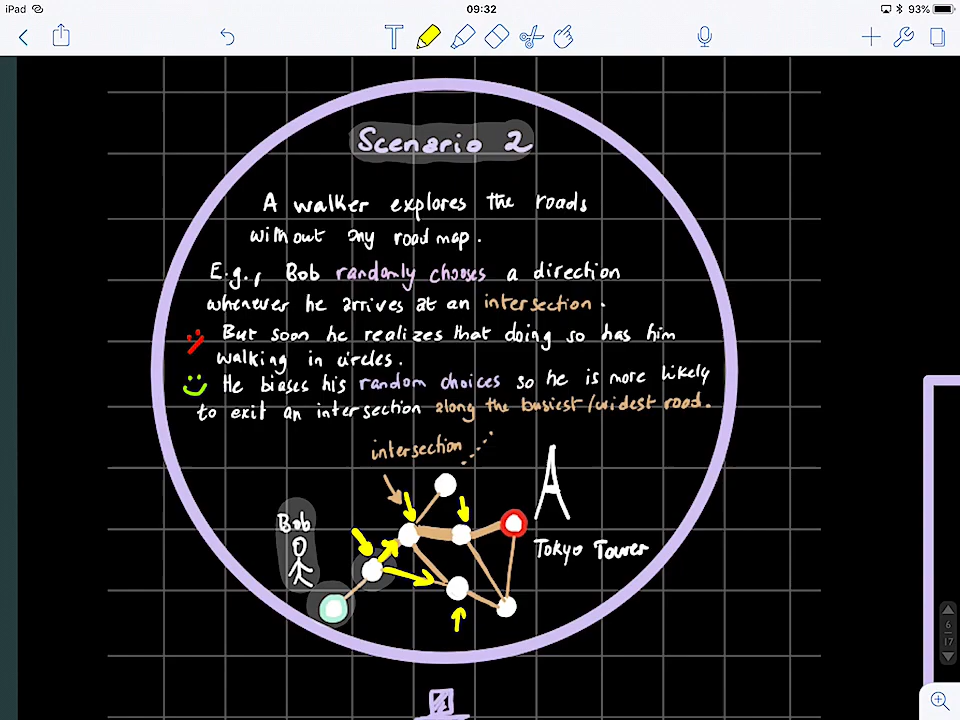 iPad
09:32
93%
T
Scenario 2
A walker explores the roads
without any road map.
E.g., Bob randomly chooses a direction
whenever he arrives at an intersection.
But soon he realizes that doing so has him
walking in circles.
He biases his random choices so he is more likely
to exit an intersection along the busiest/widest road.
intersection
Bob
Tokyo Tower
6
17